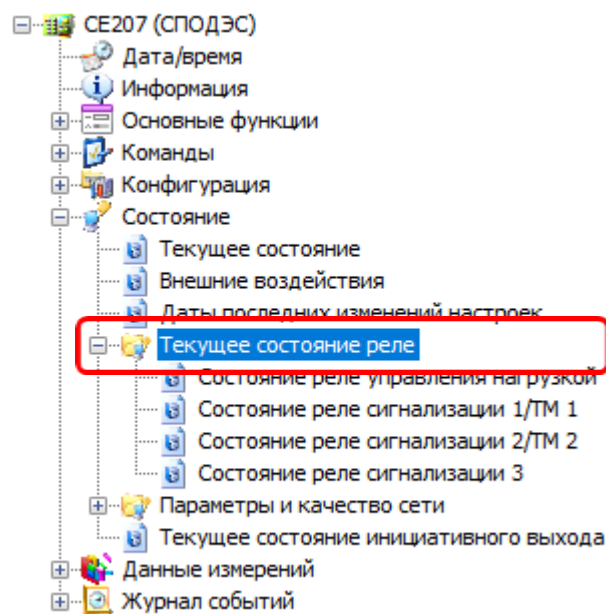 CE207 (СПОДЭС)
Дата/время
Информация
Основные функции
Команды
Конфигурация
Состояние
Текущее состояние
Внешние воздействия
Даты последних изменений настроек
Текущее состояние реле
Состояние реле управления нагрузкой
Состояние реле сигнализации 1/ТМ 1
Состояние реле сигнализации 2/ТМ 2
Состояние реле сигнализации 3
Параметры и качество сети
Текущее состояние инициативного выхода
Данные измерений
Журнал событий